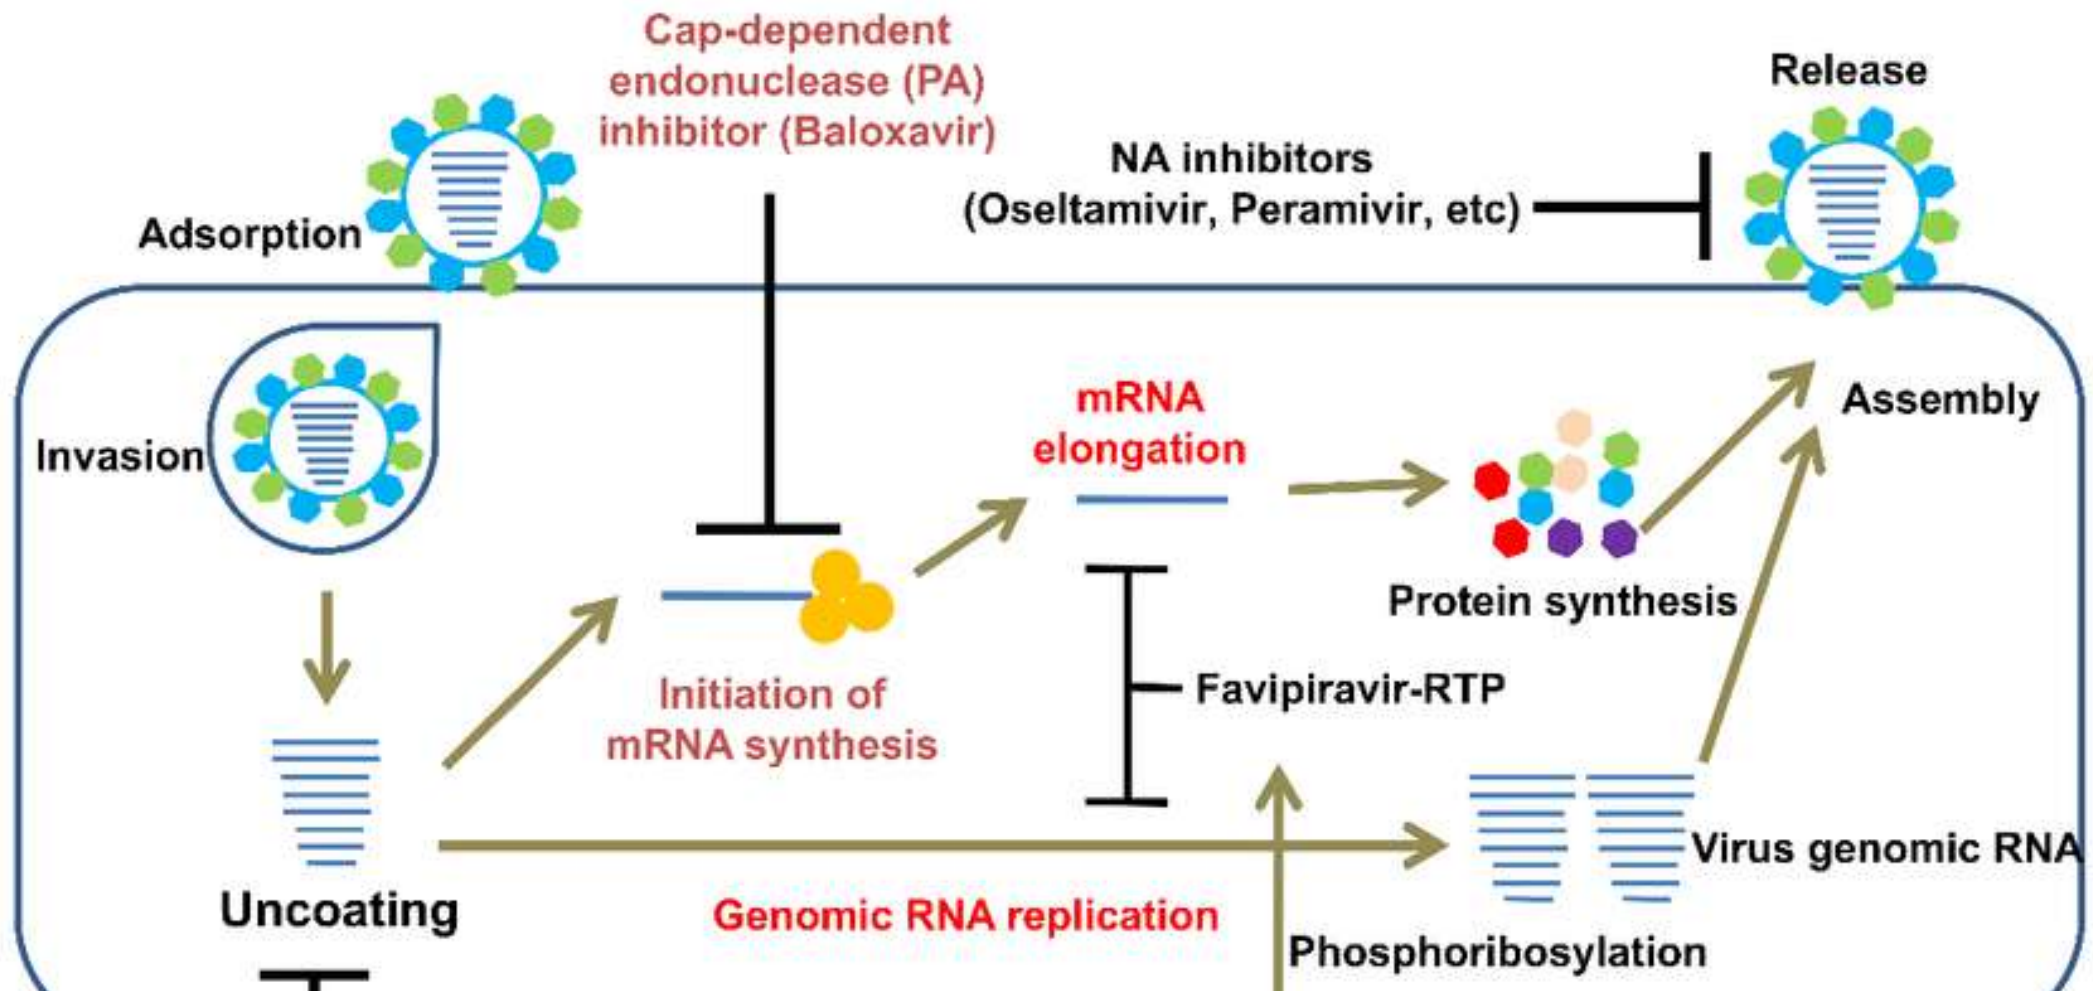 Cap-dependent
endonuclease (PA)
inhibitor (Baloxavir)
Release
NA inhibitors
(Oseltamivir, Peramivir, etc)
Adsorption
Invasion
mRNA
elongation
Assembly
Protein synthesis
Initiation of
mRNA synthesis
Favipiravir-RTP
Virus genomic RNA
Uncoating
Genomic RNA replication
Phosphoribosylation